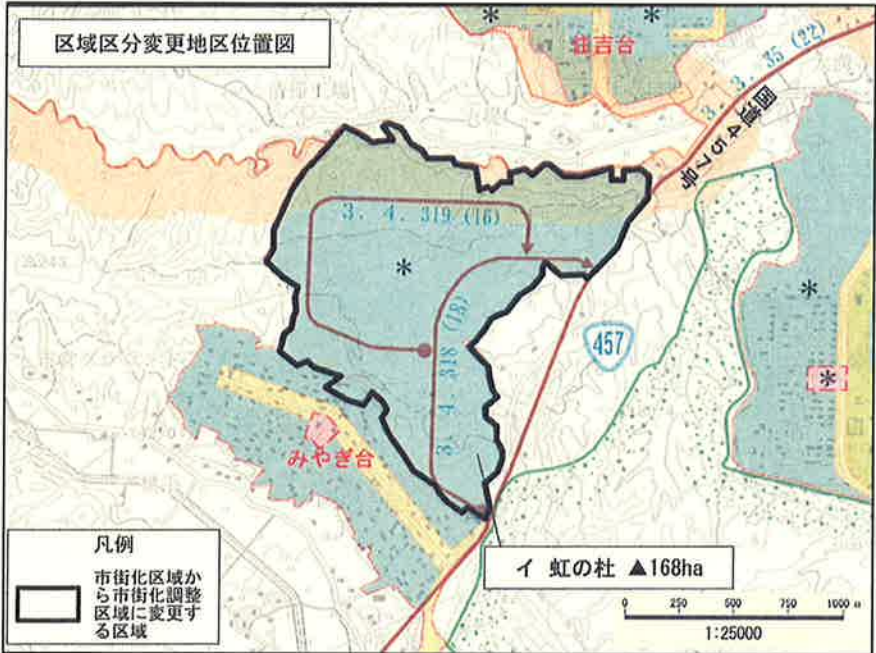 区域区分変更地区位置図
住吉台
3. 3. 35 (22)
国道457号
3. 4. 319 (16)
3. 4. 318 (18)
457
みやぎ台
イ 虹の杜 ▲168ha
凡例
市街化区域か
ら市街化調整
区域に変更す
る区域
0 250 500 750 1000 m
1:25000